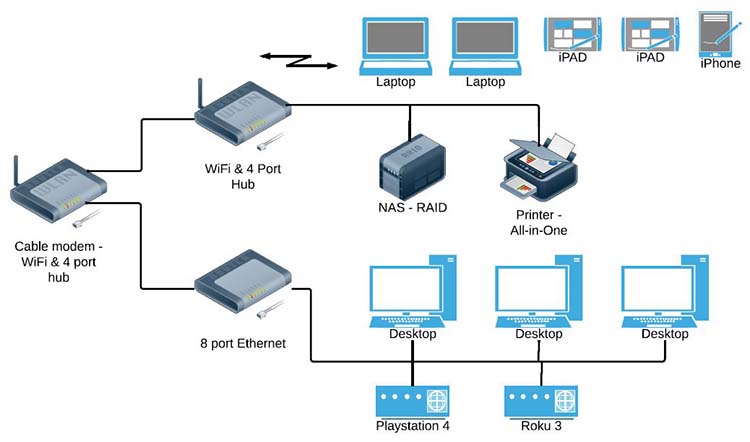 Laptop
Laptop
iPAD
iPAD
iPhone
WLAN
WiFi & 4 Port
Hub
RAID
NAS - RAID
Printer -
All-in-One
WLAN
Cable modem -
WiFi & 4 port
hub
8 port Ethernet
Desktop
Desktop
Desktop
Playstation 4
Roku 3